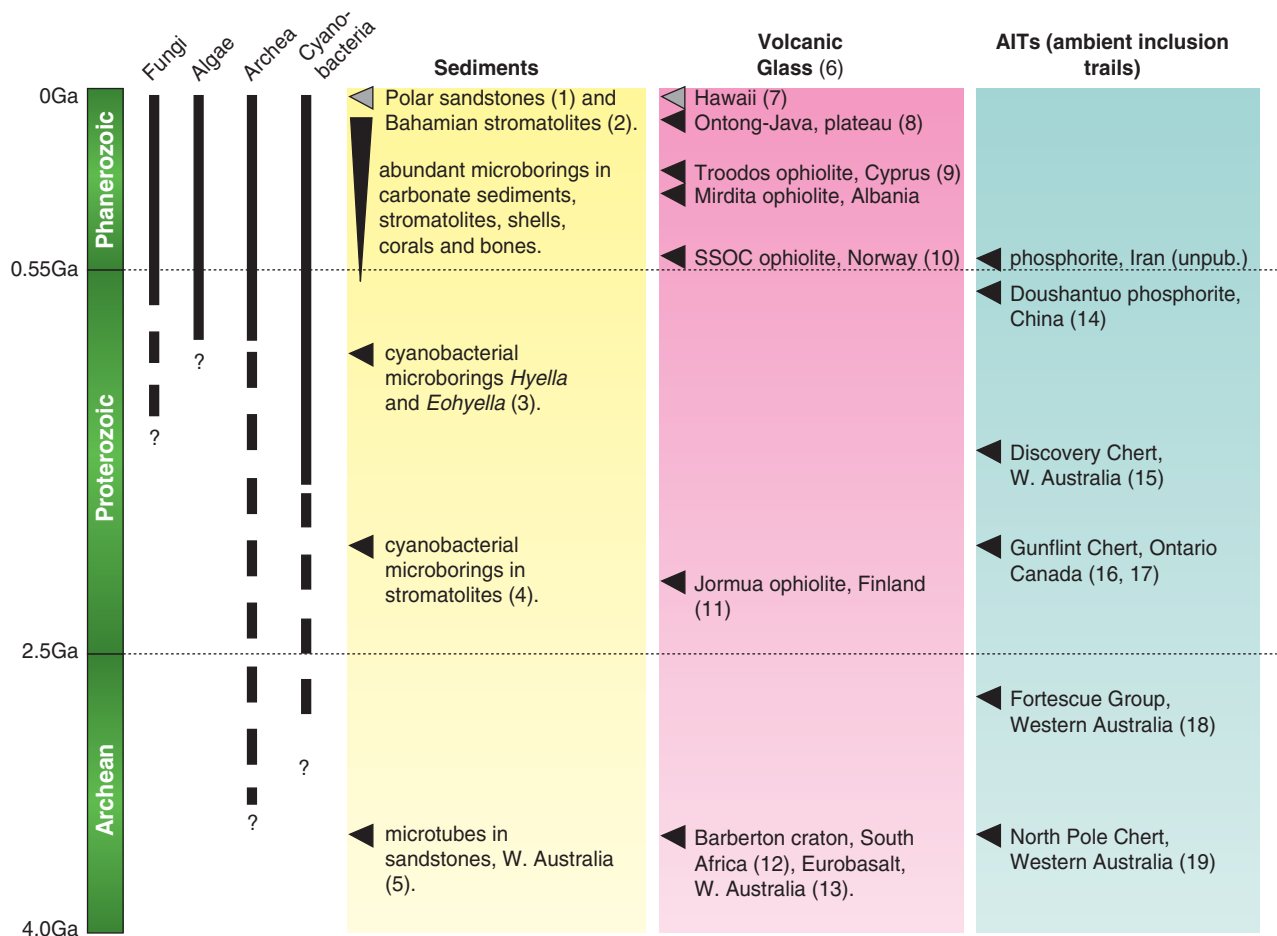 Fungi
Algae
Archea
Cyano-
bacteria
Sediments
Volcanic
Glass (6)
AITs (ambient inclusion
trails)
0Ga
0.55Ga
2.5Ga
4.0Ga
Phanerozoic
Proterozoic
Archean
?
?
?
?
Polar sandstones (1) and
Bahamian stromatolites (2).
abundant microborings in
carbonate sediments,
stromatolites, shells,
corals and bones.
cyanobacterial
microborings Hyella
and Eohyella (3).
cyanobacterial
microborings in
stromatolites (4).
microtubes in
sandstones, W. Australia
(5).
Hawaii (7)
Ontong-Java, plateau (8)
Troodos ophiolite, Cyprus (9)
Mirdita ophiolite, Albania
SSOC ophiolite, Norway (10)
Jormua ophiolite, Finland
(11)
Barberton craton, South
Africa (12), Eurobasalt,
W. Australia (13).
phosphorite, Iran (unpub.)
Doushantuo phosphorite,
China (14)
Discovery Chert,
W. Australia (15)
Gunflint Chert, Ontario
Canada (16, 17)
Fortescue Group,
Western Australia (18)
North Pole Chert,
Western Australia (19)